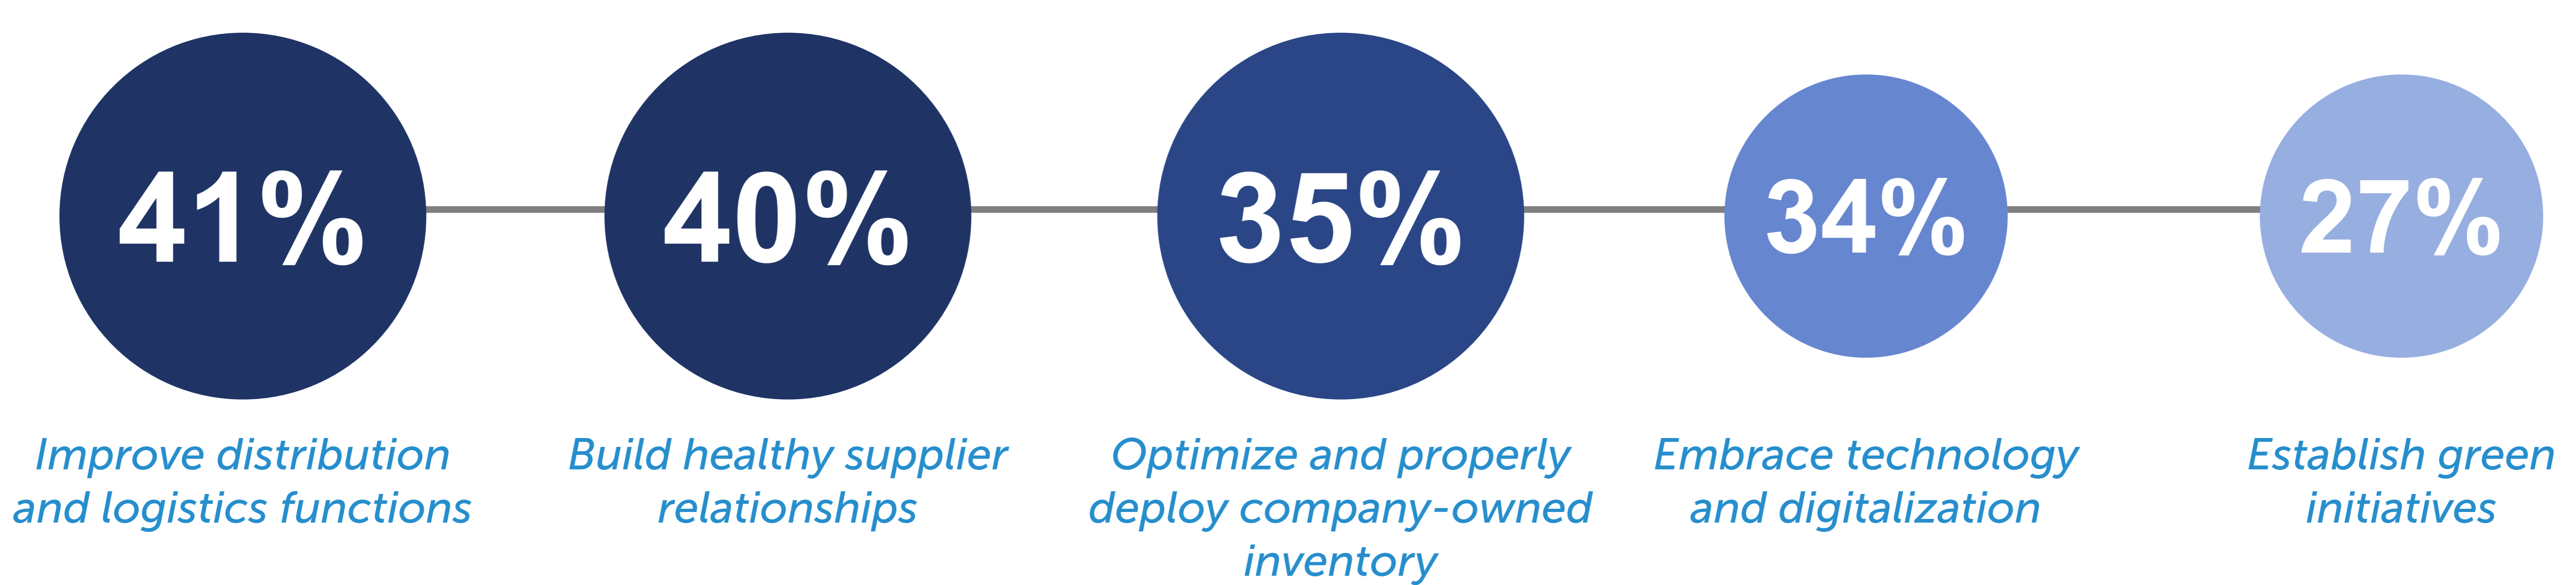 41%
Improve distribution
and logistics functions
40%
Build healthy supplier
relationships
35%
Optimize and properly
deploy company-owned
inventory
34%
Embrace technology
and digitalization
27%
Establish green
initiatives